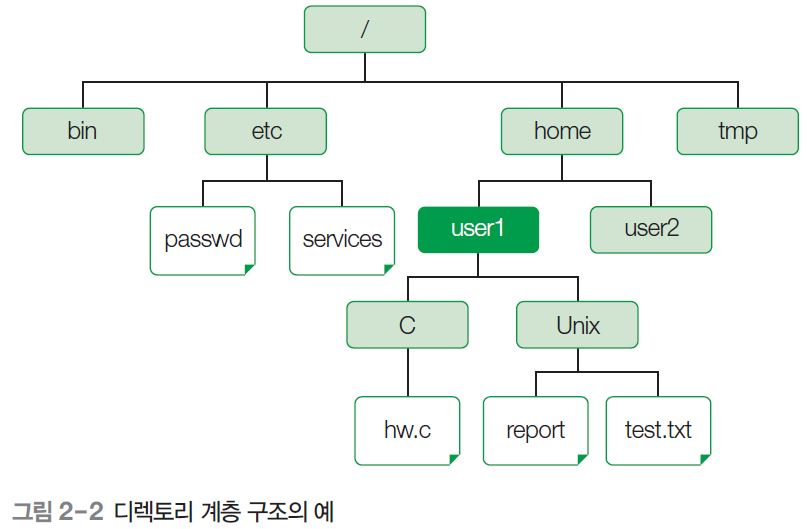 /
bin
etc
home
tmp
passwd
services
user1
user2
C
Unix
hw.c
report
test.txt
그림 2-2 디렉토리 계층 구조의 예